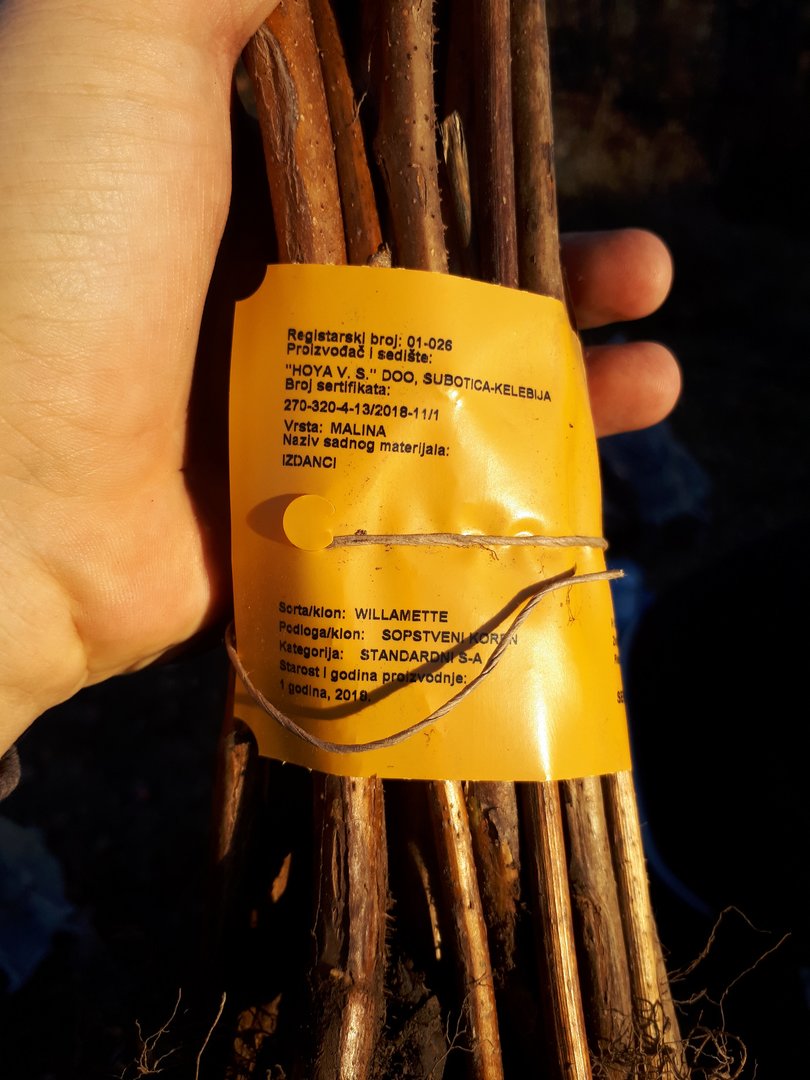 Registarski broj: 01-026
Proizvođač i sedište:
"HOYA V. S." DOO, SUBOTICA-KELEBIJA
Broj sertifikata:
270-320-4-13/2018-11/1
Vrsta: MALINA
Naziv sadnog materijala:
IZDANCI
Sorta/klon: WILLAMETTE
Podloga/klon: SOPSTVENI KOREN
Kategorija: STANDARDNI S-A
Starost i godina proizvodnje:
1 godina, 2018.